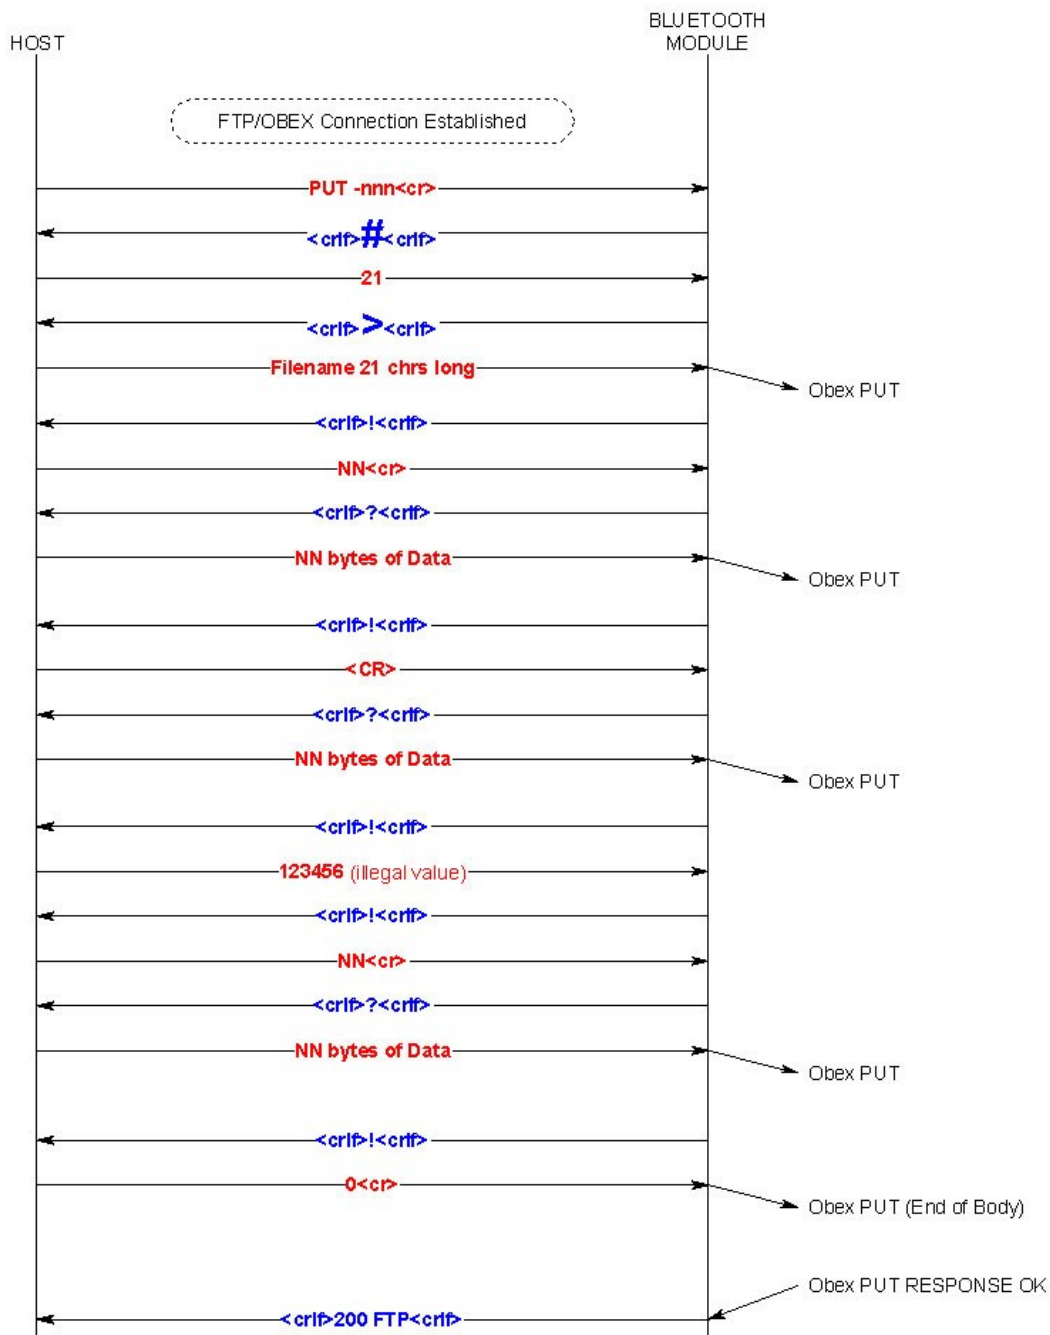 HOST
BLUETOOTH
MODULE
FTP/OBEX Connection Established
PUT -nnn<cr>
<crlf>#<crlf>
21
<crlf>><crlf>
Filename 21 chrs long
Obex PUT
<crlf>!<crlf>
NN<cr>
<crlf>?<crlf>
NN bytes of Data
Obex PUT
<crlf>!<crlf>
<CR>
<crlf>?<crlf>
NN bytes of Data
Obex PUT
<crlf>!<crlf>
123456 (illegal value)
<crlf>!<crlf>
NN<cr>
<crlf>?<crlf>
NN bytes of Data
Obex PUT
<crlf>!<crlf>
0<cr>
Obex PUT (End of Body)
Obex PUT RESPONSE OK
<crlf>200 FTP<crlf>